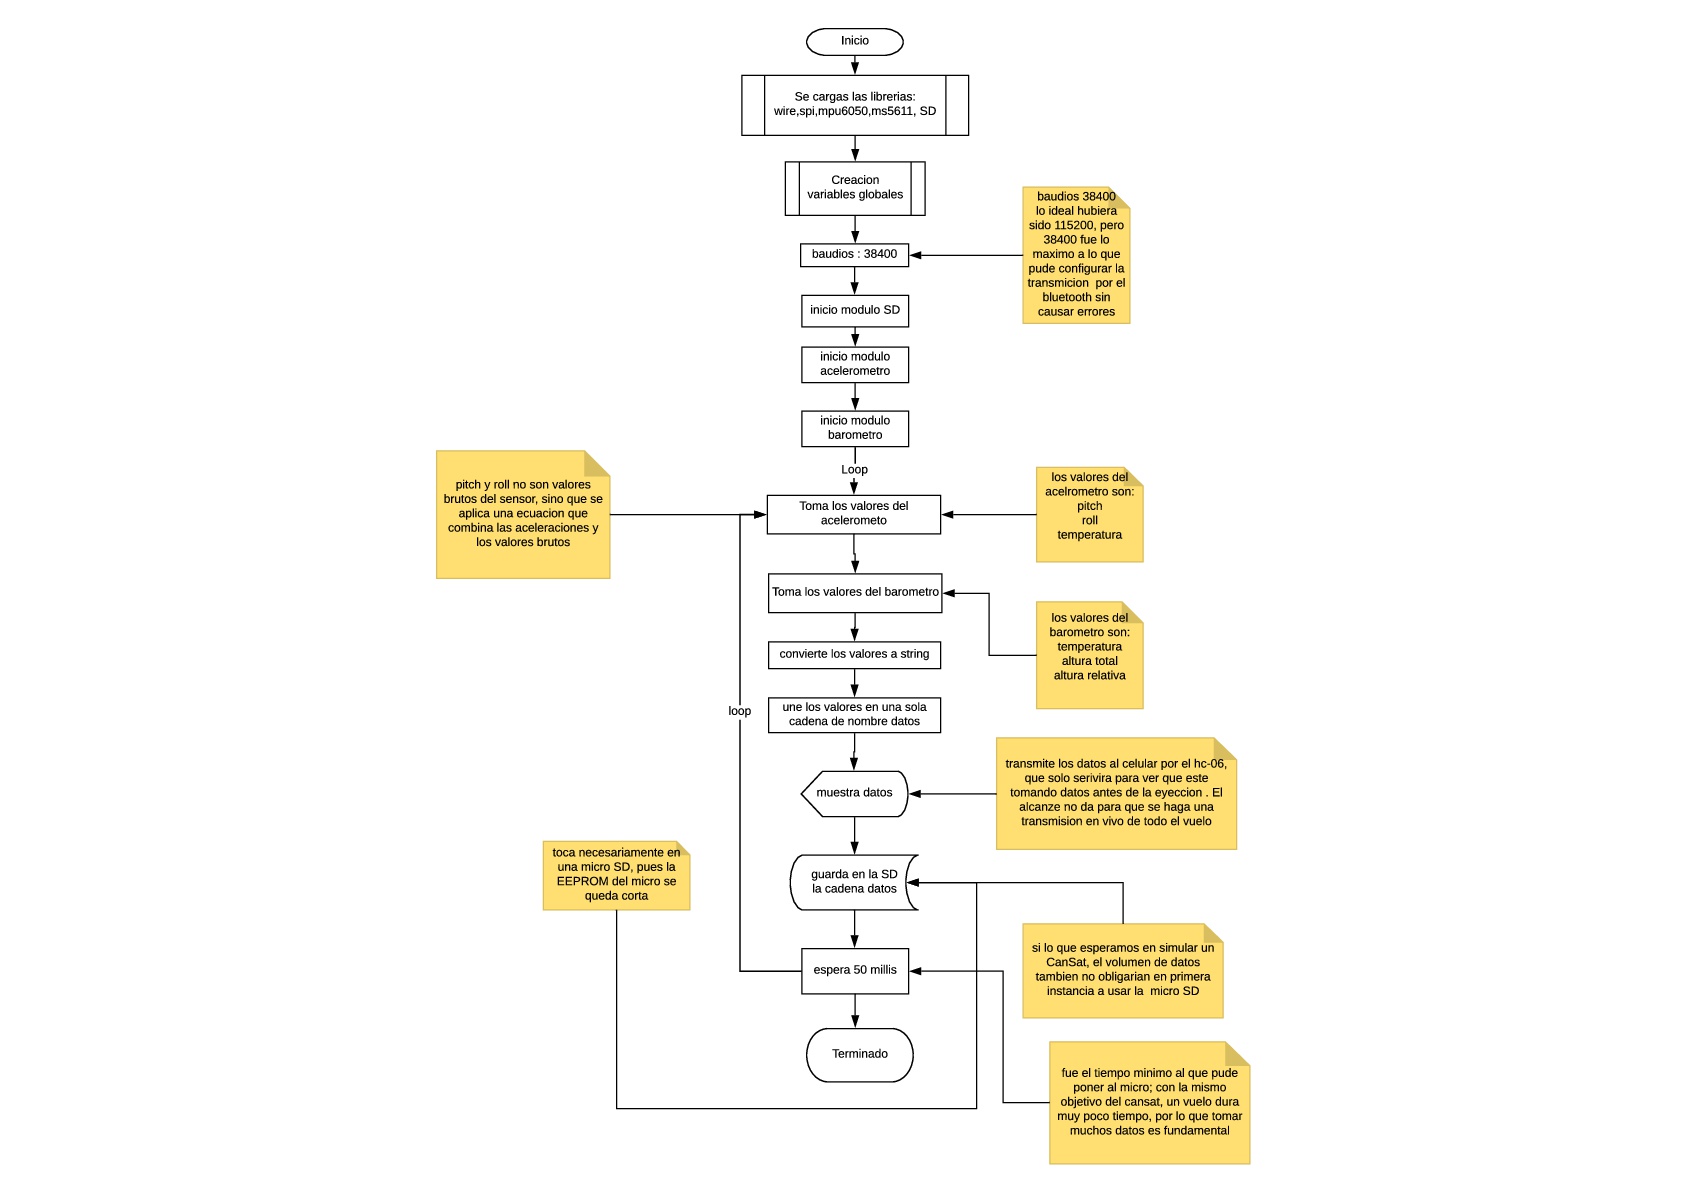 Inicio
Se cargas las librerias:
wire,spi,mpu6050,ms5611, SD
Creacion
variables globales
baudios : 38400
baudios 38400
lo ideal hubiera
sido 115200, pero
38400 fue lo
maximo a lo que
pude configurar la
transmicion  por el
bluetooth sin
causar errores
inicio modulo SD
inicio modulo
acelerometro
inicio modulo
barometro
Loop
pitch y roll no son valores
brutos del sensor, sino que se
aplica una ecuacion que
combina las aceleraciones y
los valores brutos
Toma los valores del
acelerometo
los valores del
acelrometro son:
pitch
roll
temperatura
Toma los valores del barometro
los valores del
barometro son:
temperatura
altura total
altura relativa
convierte los valores a string
une los valores en una sola
cadena de nombre datos
loop
muestra datos
transmite los datos al celular por el hc-06,
que solo serivira para ver que este
tomando datos antes de la eyeccion . El
alcanze no da para que se haga una
transmision en vivo de todo el vuelo
toca necesariamente en
una micro SD, pues la
EEPROM del micro se
queda corta
guarda en la SD
la cadena datos
si lo que esperamos en simular un
CanSat, el volumen de datos
tambien no obligarian en primera
instancia a usar la  micro SD
espera 50 millis
Terminado
fue el tiempo minimo al que pude
poner al micro; con la mismo
objetivo del cansat, un vuelo dura
muy poco tiempo, por lo que tomar
muchos datos es fundamental